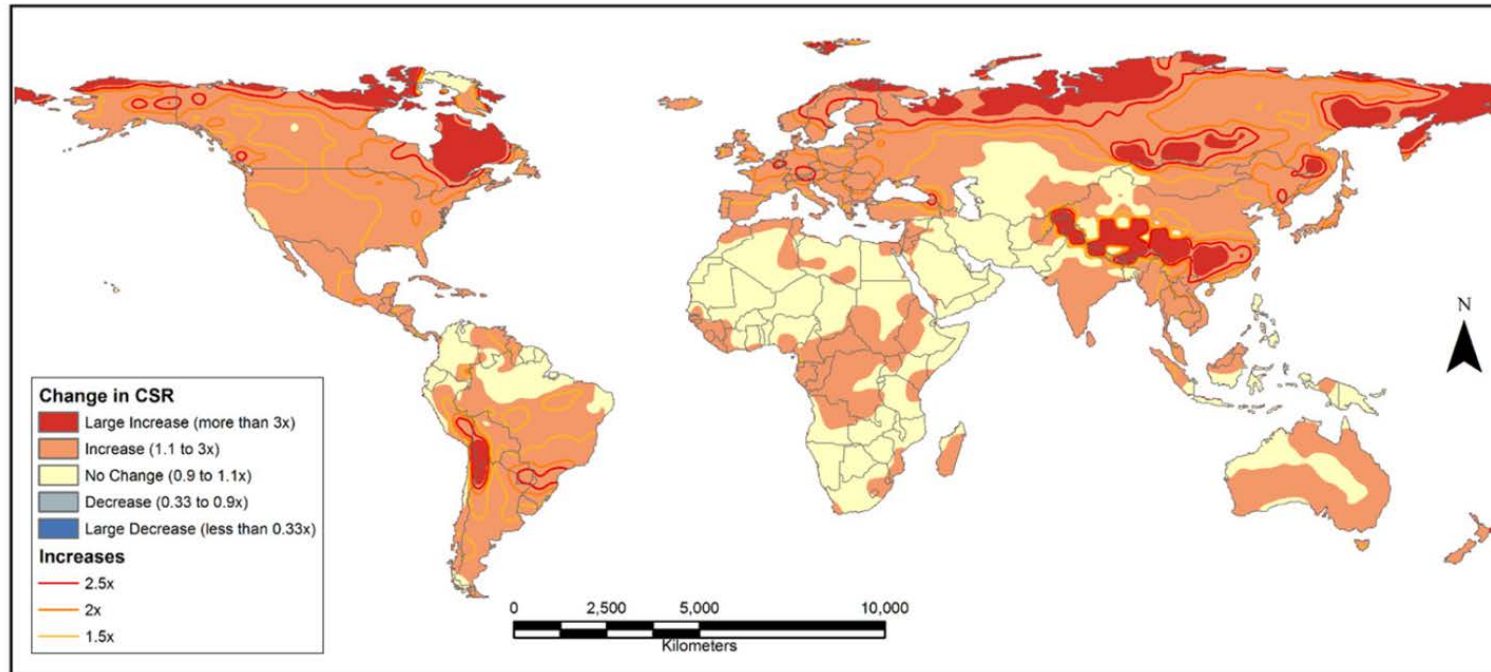 N
Change in CSR
Large Increase (more than 3x)
Increase (1.1 to 3x)
No Change (0.9 to 1.1x)
Decrease (0.33 to 0.9x)
Large Decrease (less than 0.33x)
Increases
2.5x
2x
1.5x
0 2,500 5,000 10,000
Kilometers